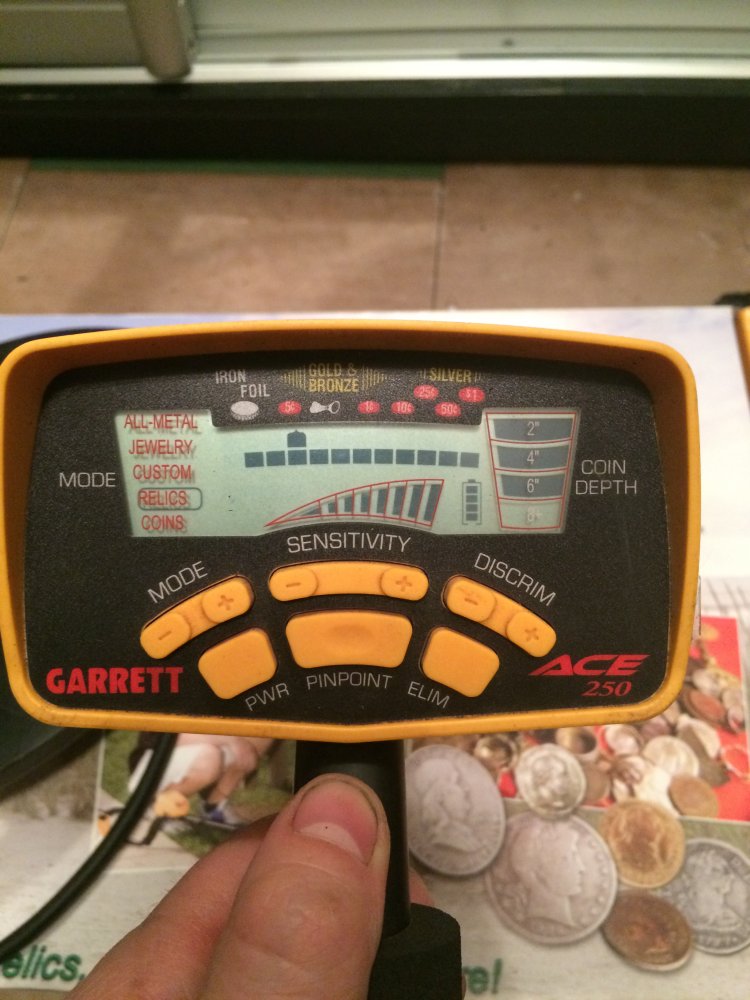 IRON
FOIL
GOLD &
BRONZE
SILVER
5¢
1¢
10¢
25¢
50¢
$1
MODE
ALL-METAL
JEWELRY
CUSTOM
RELICS
COINS
2"
4"
6"
8+
COIN
DEPTH
SENSITIVITY
MODE
- +
- +
DISCRIM
- +
GARRETT
PWR
PINPOINT
ELIM
ACE
250
elics.
re!